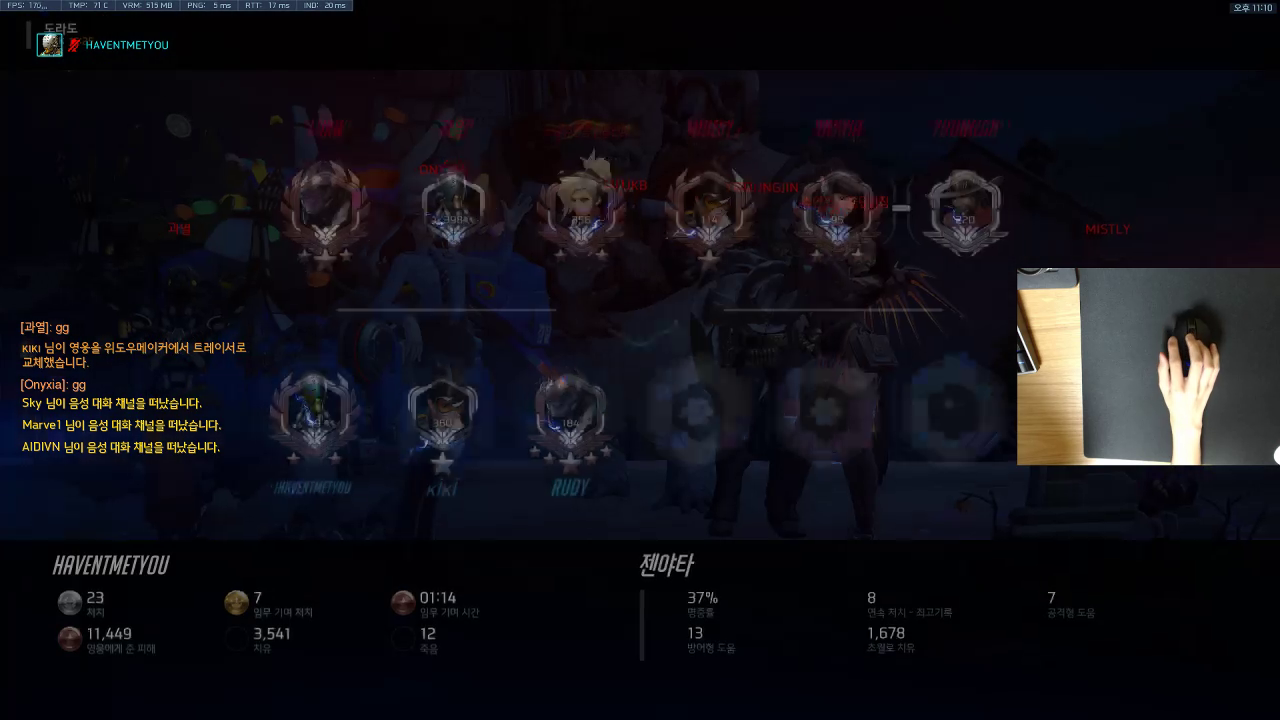 FPS: 170 TMP: 71 C VRM: 515 MB PNG: 5 ms RTT: 17 ms IND: 20 ms
오후 11:10
도라도
HAVENTMETYOU
과열
MISTLY
[과열]: gg
KIKI 님이 영웅을 위도우메이커에서 트레이서로
교체했습니다.
[Onyxia]: gg
Sky 님이 음성 대화 채널을 떠났습니다.
Marve1 님이 음성 대화 채널을 떠났습니다.
AIDIVN 님이 음성 대화 채널을 떠났습니다.
360
184
HAVENTMETYOU
KIKI
RUDY
HAVENTMETYOU
젠야타
23
처치
7
임무 기여 처치
01:14
임무 기여 시간
37%
명중률
8
연속 처치 - 최고기록
7
공격형 도움
11,449
영웅에게 준 피해
3,541
치유
12
죽음
13
방어형 도움
1,678
초월로 치유